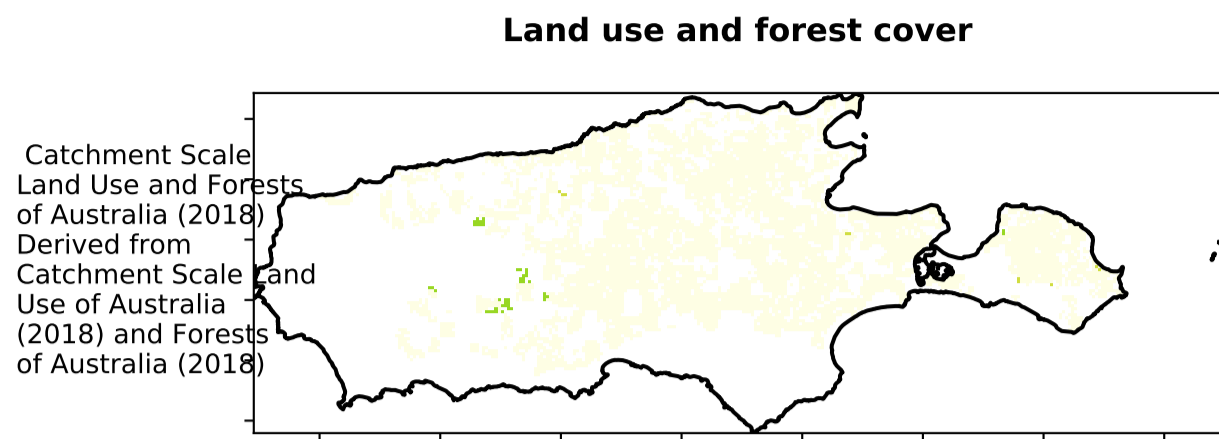 Land use and forest cover
Catchment Scale
Land Use and Forests
of Australia (2018)
Derived from
Catchment Scale Land
Use of Australia
(2018) and Forests
of Australia (2018)